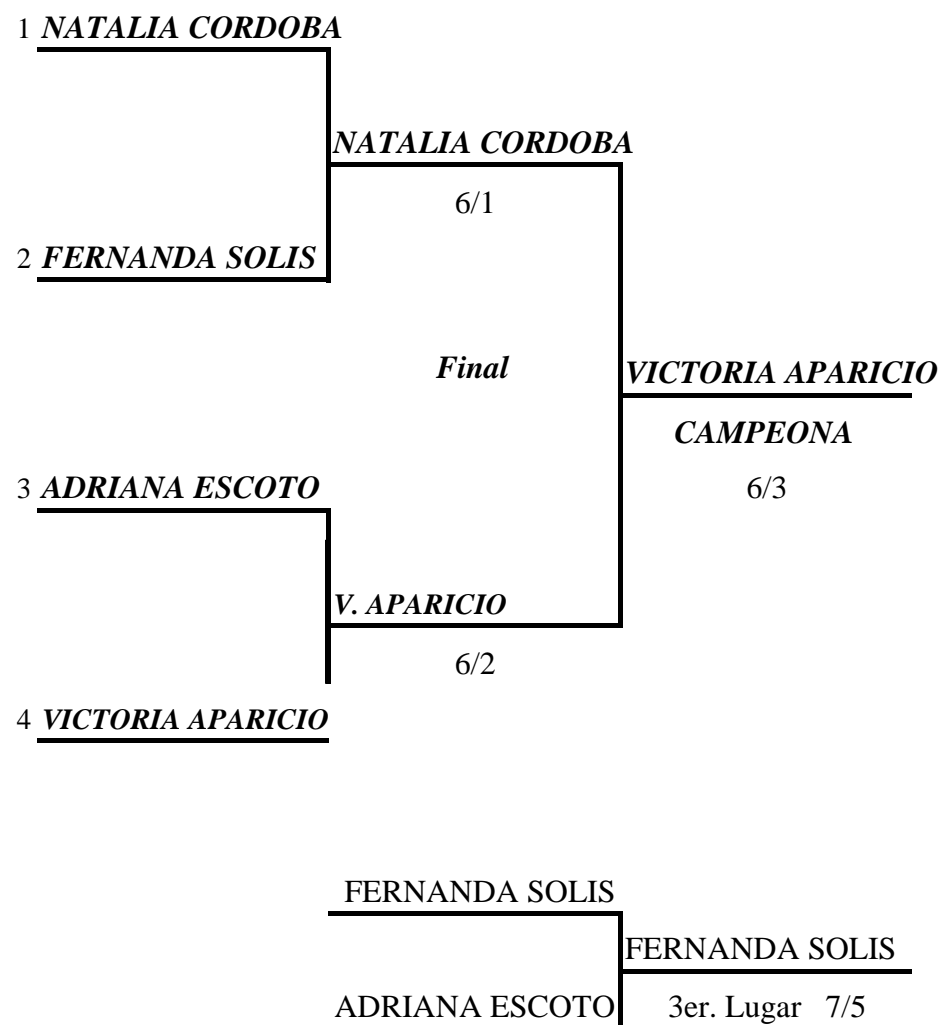 1 NATALIA CORDOBA
NATALIA CORDOBA
6/1
2 FERNANDA SOLIS
Final
VICTORIA APARICIO
CAMPEONA
3 ADRIANA ESCOTO
6/3
V. APARICIO
6/2
4 VICTORIA APARICIO
FERNANDA SOLIS
FERNANDA SOLIS
ADRIANA ESCOTO
3er. Lugar 7/5